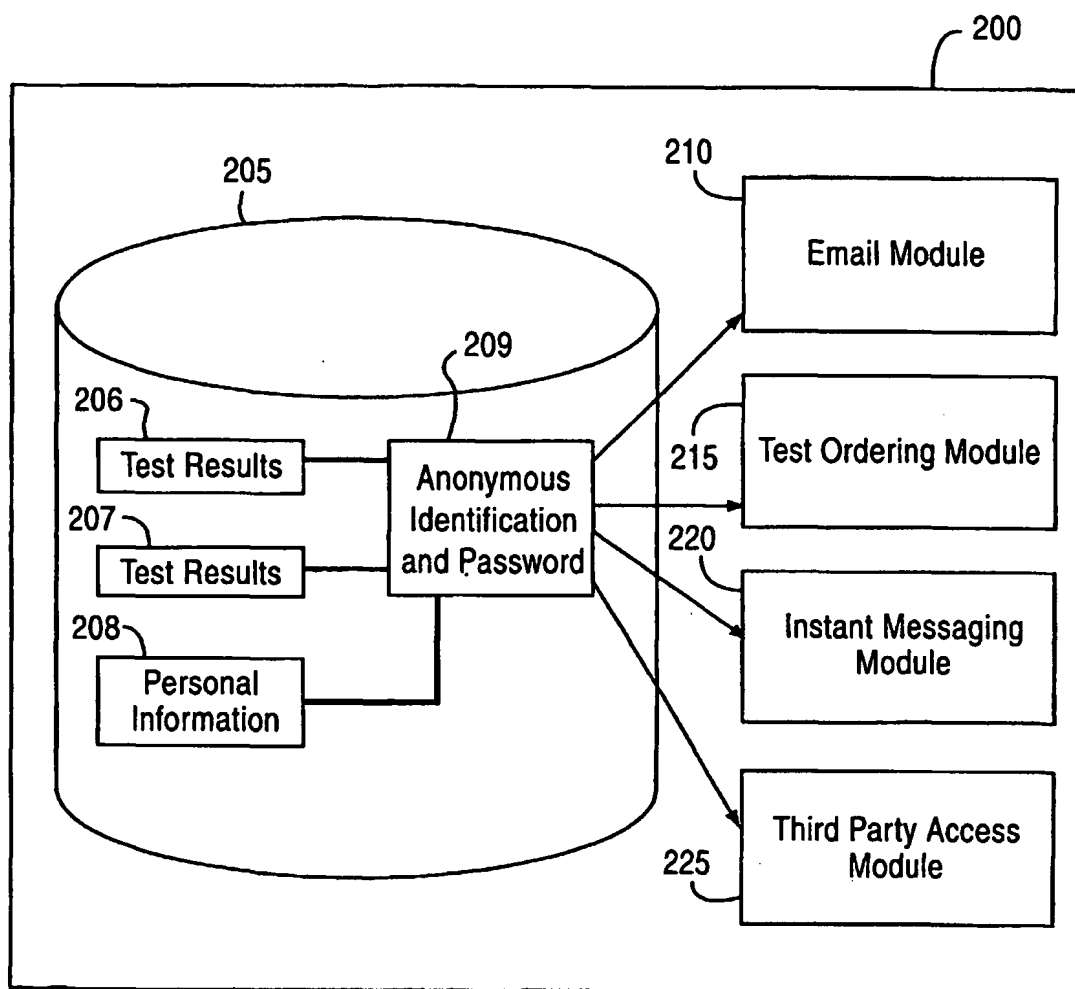 200
205
210
Email Module
209
206
Test Results
Anonymous
Identification
and Password
215
Test Ordering Module
207
Test Results
220
Instant Messaging
Module
208
Personal
Information
Third Party Access
Module
225